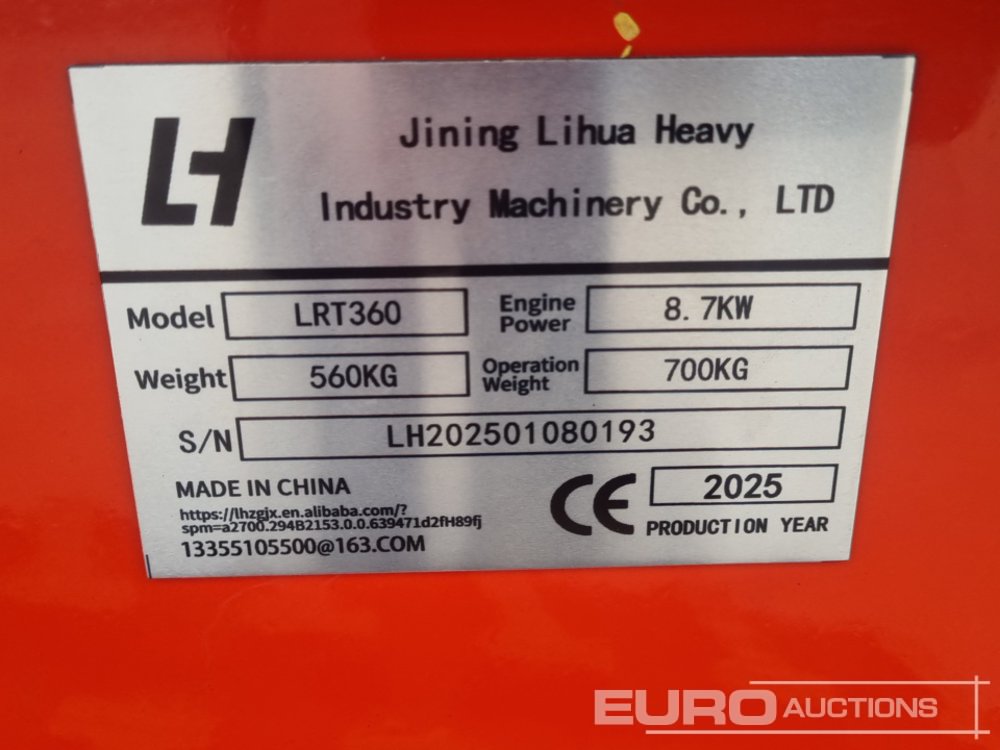 LH
Jining Lihua Heavy
Industry Machinery Co., LTD
Model LRT360
Engine Power 8.7KW
Weight 560KG
Operation Weight 700KG
S/N LH202501080193
MADE IN CHINA
https://lhzgjx.en.alibaba.com/?
spm=a2700.294B2153.0.0.639471d2fH89fj
13355105500@163.COM
CE
2025
PRODUCTION YEAR
EURO AUCTIONS